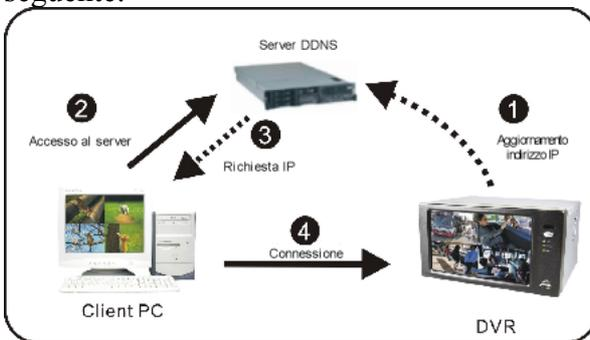 seguente:
Server DDNS
2
Accesso al server
3
Richiesta IP
1
Aggiornamento
indirizzo IP
4
Connessione
Client PC
DVR